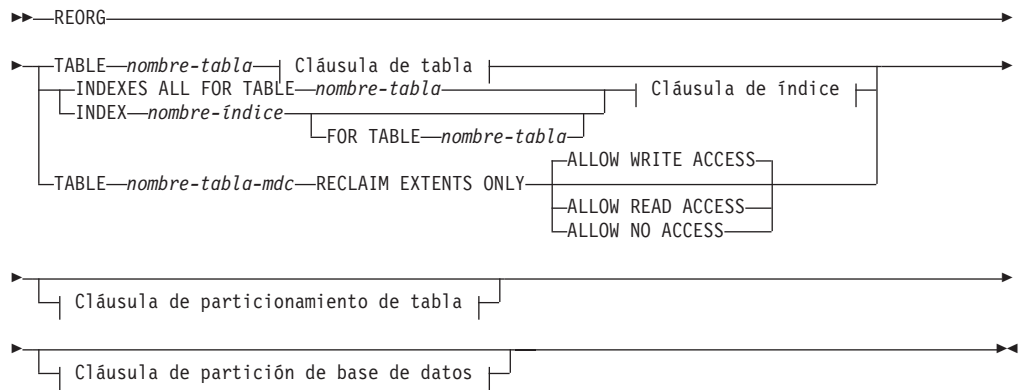 REORG
TABLE nombre-tabla Cláusula de tabla
INDEXES ALL FOR TABLE nombre-tabla Cláusula de índice
INDEX nombre-índice
FOR TABLE nombre-tabla
ALLOW WRITE ACCESS
TABLE nombre-tabla-mdc RECLAIM EXTENTS ONLY
ALLOW READ ACCESS
ALLOW NO ACCESS
Cláusula de particionamiento de tabla
Cláusula de partición de base de datos